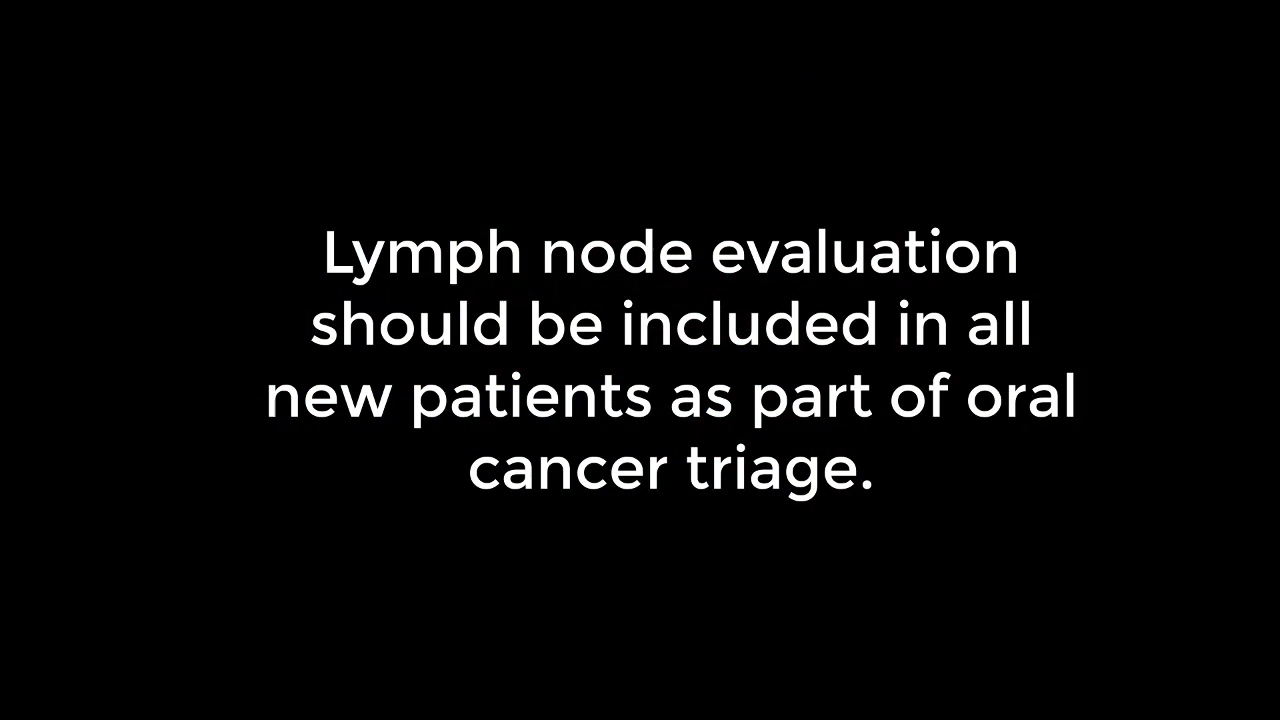 Lymph node evaluation
should be included in all
new patients as part of oral
cancer triage.